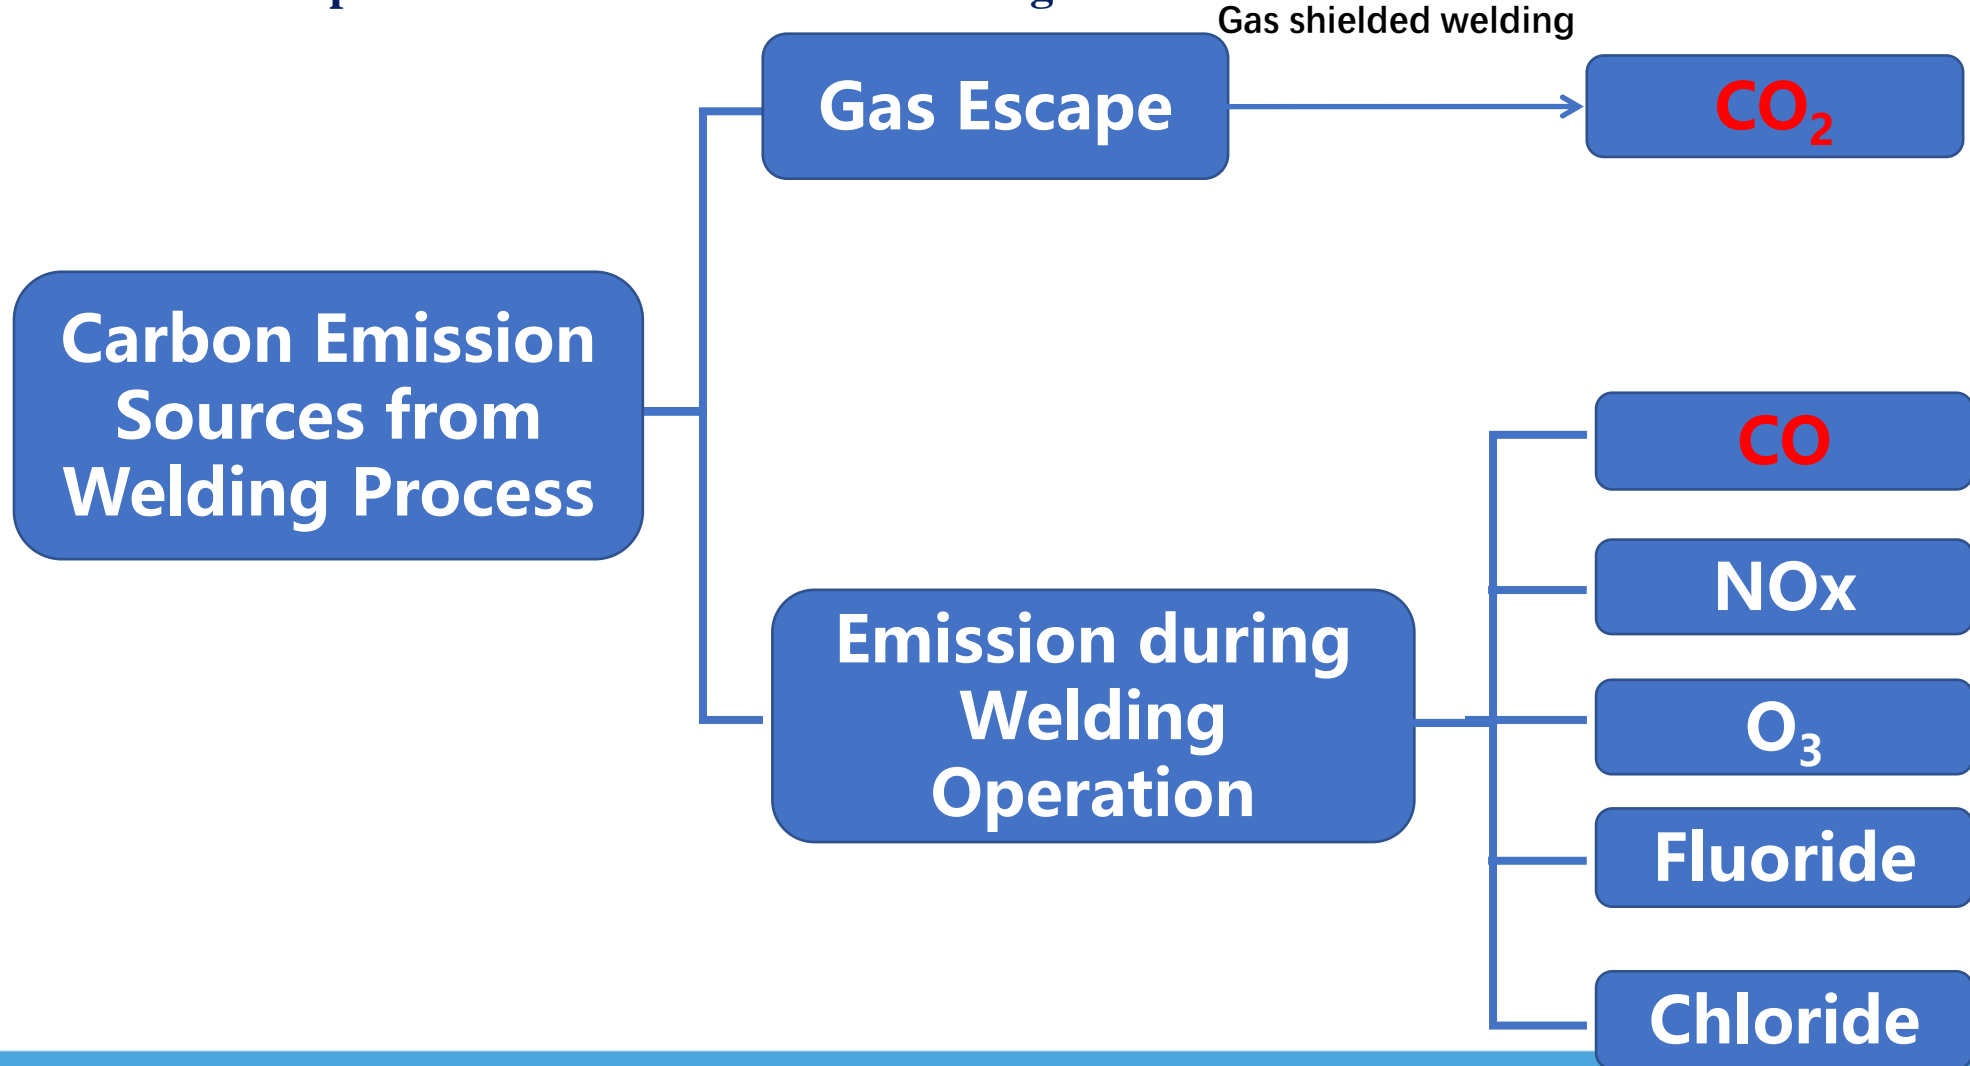 Gas shielded welding
Gas Escape
CO₂
Carbon Emission
Sources from
Welding Process
Emission during
Welding
Operation
CO
NOx
O₃
Fluoride
Chloride